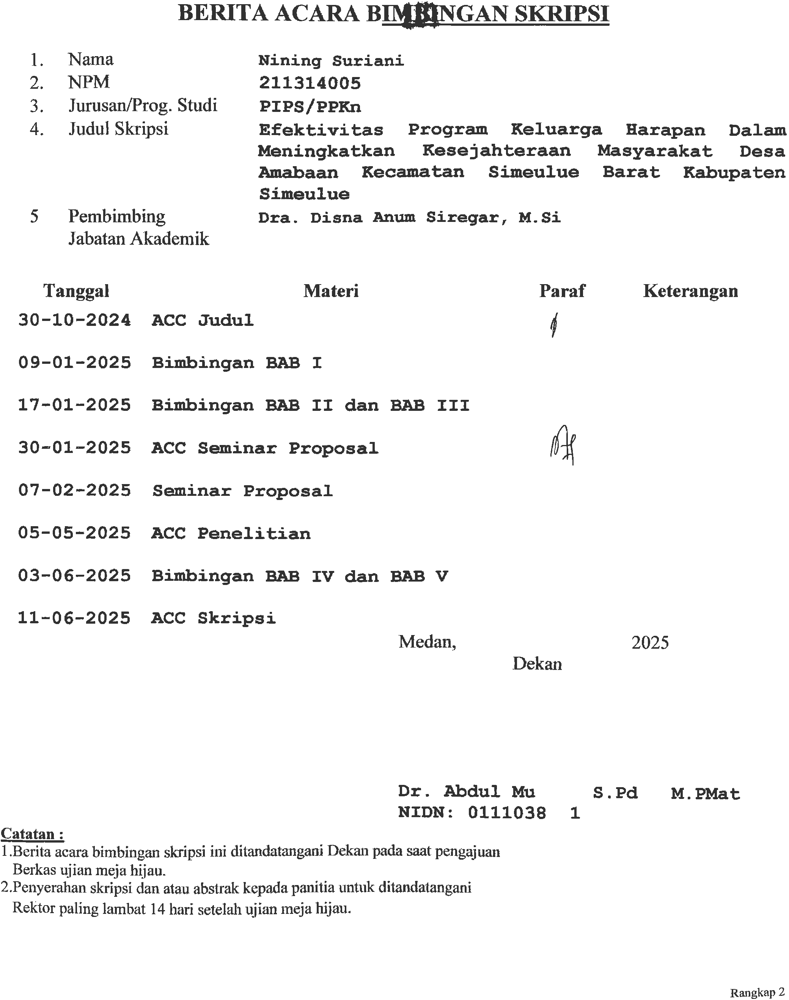 BERITA ACARA BIMBINGAN SKRIPSI
1. Nama Nining Suriani
2. NPM 211314005
3. Jurusan/Prog. Studi PIPS/PPKn
4. Judul Skripsi Efektivitas Program Keluarga Harapan Dalam
Meningkatkan Kesejahteraan Masyarakat Desa
Amabaan Kecamatan Simeulue Barat Kabupaten
Simeulue
5 Pembimbing Dra. Disna Anum Siregar, M.Si
Jabatan Akademik
Tanggal Materi Paraf Keterangan
30-10-2024 ACC Judul
09-01-2025 Bimbingan BAB I
17-01-2025 Bimbingan BAB II dan BAB III
30-01-2025 ACC Seminar Proposal
07-02-2025 Seminar Proposal
05-05-2025 ACC Penelitian
03-06-2025 Bimbingan BAB IV dan BAB V
11-06-2025 ACC Skripsi
Medan, 2025
Dekan
Dr. Abdul Mu S.Pd M.PMat
NIDN: 0111038 1
Catatan :
1.Berita acara bimbingan skripsi ini ditandatangani Dekan pada saat pengajuan
Berkas ujian meja hijau.
2.Penyerahan skripsi dan atau abstrak kepada panitia untuk ditandatangani
Rektor paling lambat 14 hari setelah ujian meja hijau.
Rangkap 2